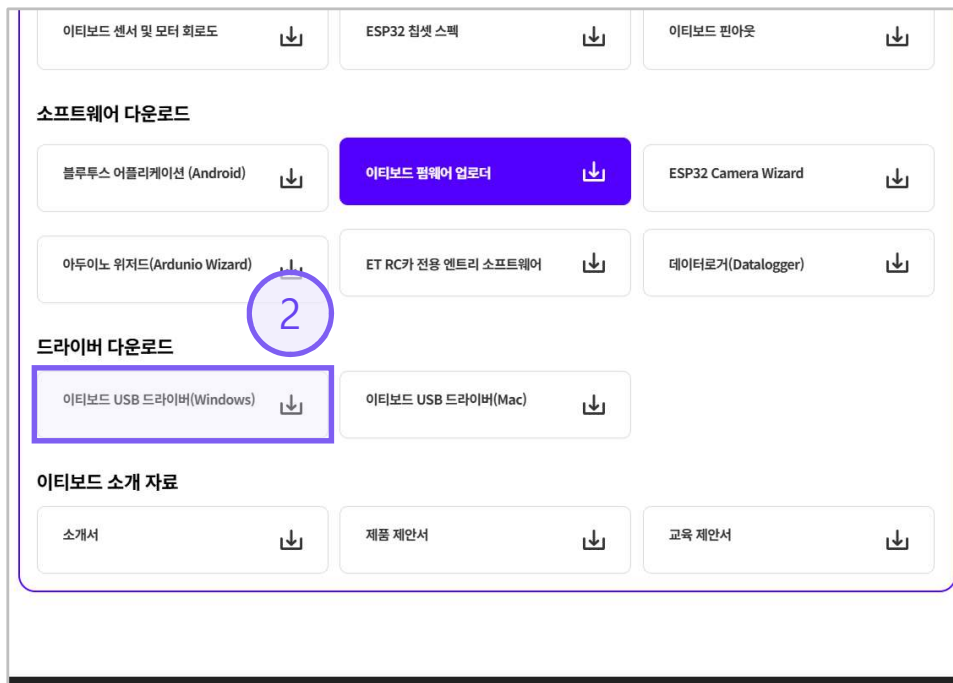 이티보드 센서 및 모터 회로도
ESP32 칩셋 스펙
이티보드 핀아웃
소프트웨어 다운로드
블루투스 어플리케이션 (Android)
이티보드 펌웨어 업로더
ESP32 Camera Wizard
아두이노 위저드(Ardunio Wizard)
ET RC카 전용 엔트리 소프트웨어
데이터로거(Datalogger)
2
드라이버 다운로드
이티보드 USB 드라이버(Windows)
이티보드 USB 드라이버(Mac)
이티보드 소개 자료
소개서
제품 제안서
교육 제안서